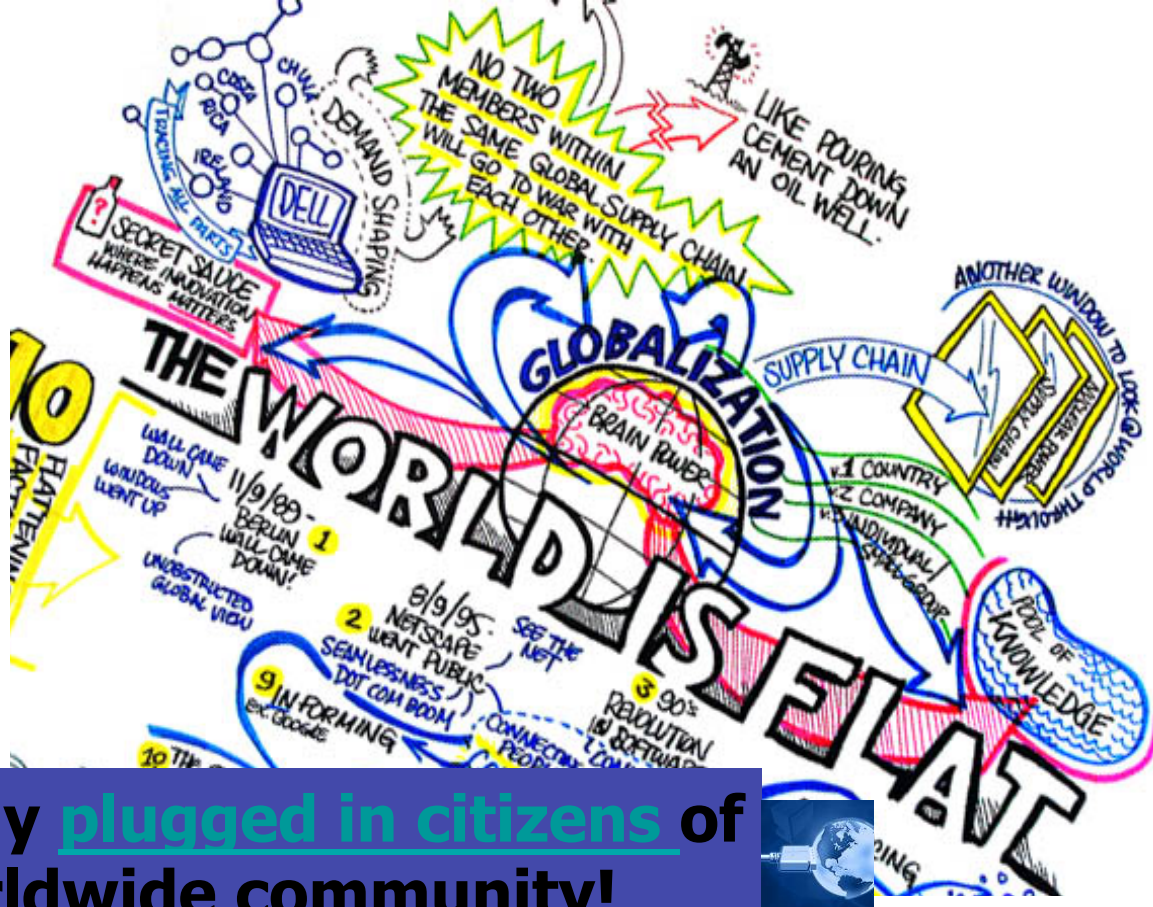 CHINA
COSTA
RICA
IRELAND
TRACING ALL PARTS
DELL
DEMAND SHAPING
NO TWO
MEMBERS WITHIN
THE SAME GLOBAL SUPPLY CHAIN
WILL GO TO WAR WITH
EACH OTHER.
LIKE POURING
CEMENT DOWN
AN OIL WELL.
?
SECRET SAUCE
WHERE INNOVATION
HAPPENS MATTERS
GLOBALIZATION
BRAIN POWER
SUPPLY CHAIN
ANOTHER WINDOW TO LOOK @ WORLD THROUGH
SUPPLY CHAIN
v.1 COUNTRY
v.2 COMPANY
INDIVIDUAL/
SMALL GROUP
POOL OF
KNOWLEDGE
THE WORLD IS FLAT
10
WALL CAME
DOWN
WINDOWS
WENT UP
11/9/89-
BERLIN 1
WALL CAME
DOWN!
UNOBSTRUCTED
GLOBAL VIEW
8/9/95-
2 NETSCAPE
WENT PUBLIC
SEE THE
NET
SEAMLESSNESS
DOT COM BOOM
9 IN FORMING
ex. GOOGLE
3 90's
REVOLUTION
IN SOFTWARE
10 THE
y plugged in citizens of
rldwide community!